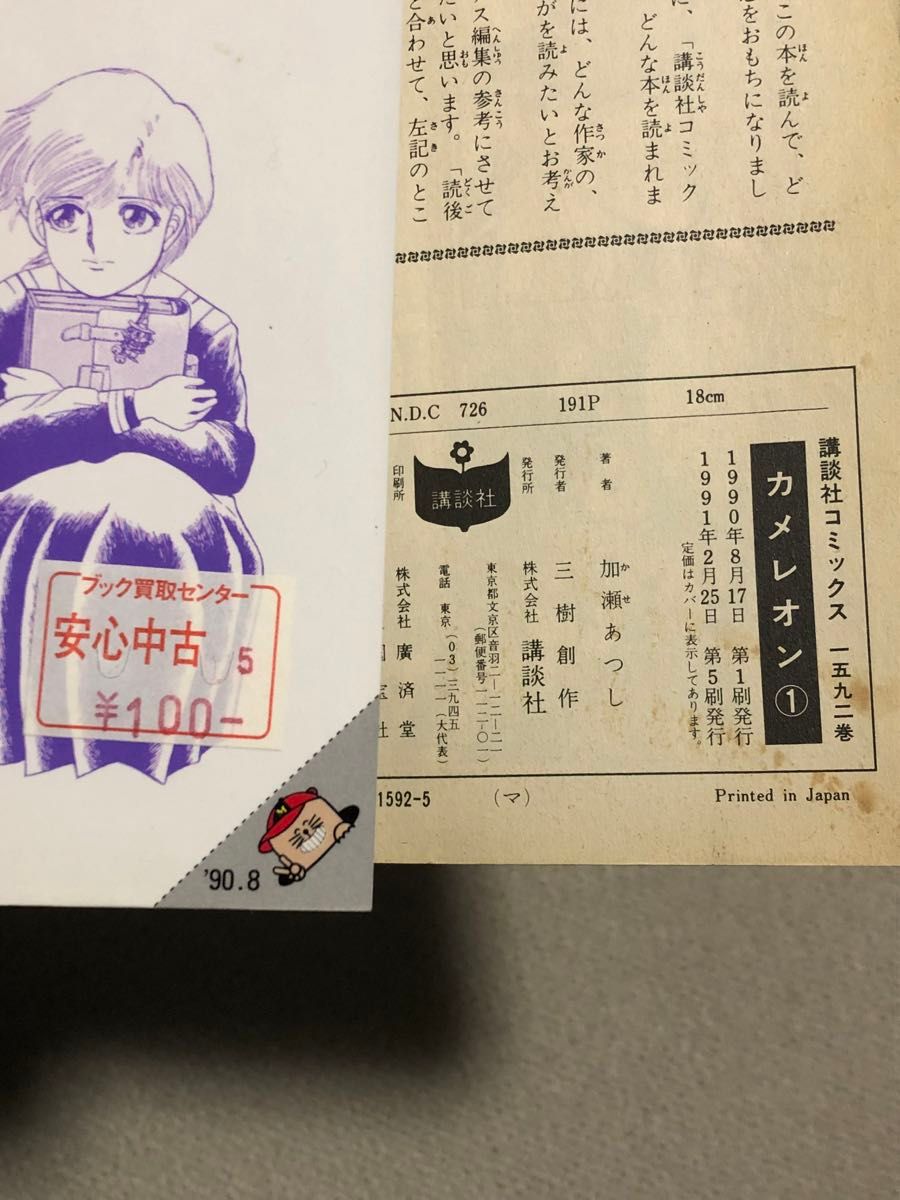 この本を読んで、ど
をおもちになりまし
に、「講談社コミック
どんな本を読まれま
には、どんな作家の、
がを読みたいとお考え
ス編集の参考にさせて
たいと思います。「読後
と合わせて、左記のとこ
N.D.C 726 191P 18cm
講談社コミックス 一五九二巻
カメレオン①
1990年8月17日 第1刷発行
1991年2月25日 第5刷発行
定価はカバーに表示してあります。
著者 加瀬あつし
発行者 三樹創作
発行所 株式会社 講談社
東京都文京区音羽二ー一二ー二一
(郵便番号一一二ー〇一)
電話 東京(03)三九四五
一一一一(大代表)
講談社
印刷所 株式会社 廣済堂
1592-5 (マ) Printed in Japan
ブック買取センター
安心中古 5
¥100-
'90.8